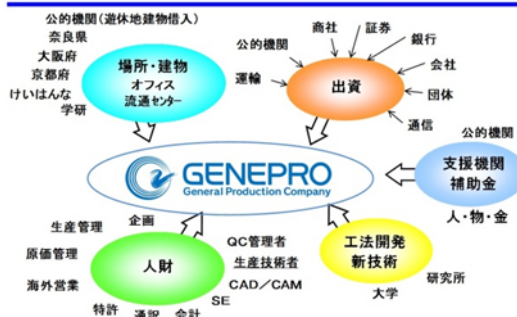 公的機関(遊休地建物借入)
奈良県
大阪府
京都府
けいはんな
学研
場所・建物
オフィス
流通センター
公的機関
商社
証券
銀行
運輸
会社
団体
通信
出資
GENEPRO
General Production Company
公的機関
支援機関
補助金
人・物・金
生産管理
企画
原価管理
海外営業
特許
通訳
会計
SE
CAD/CAM
生産技術者
QC管理者
人財
工法開発
新技術
大学
研究所